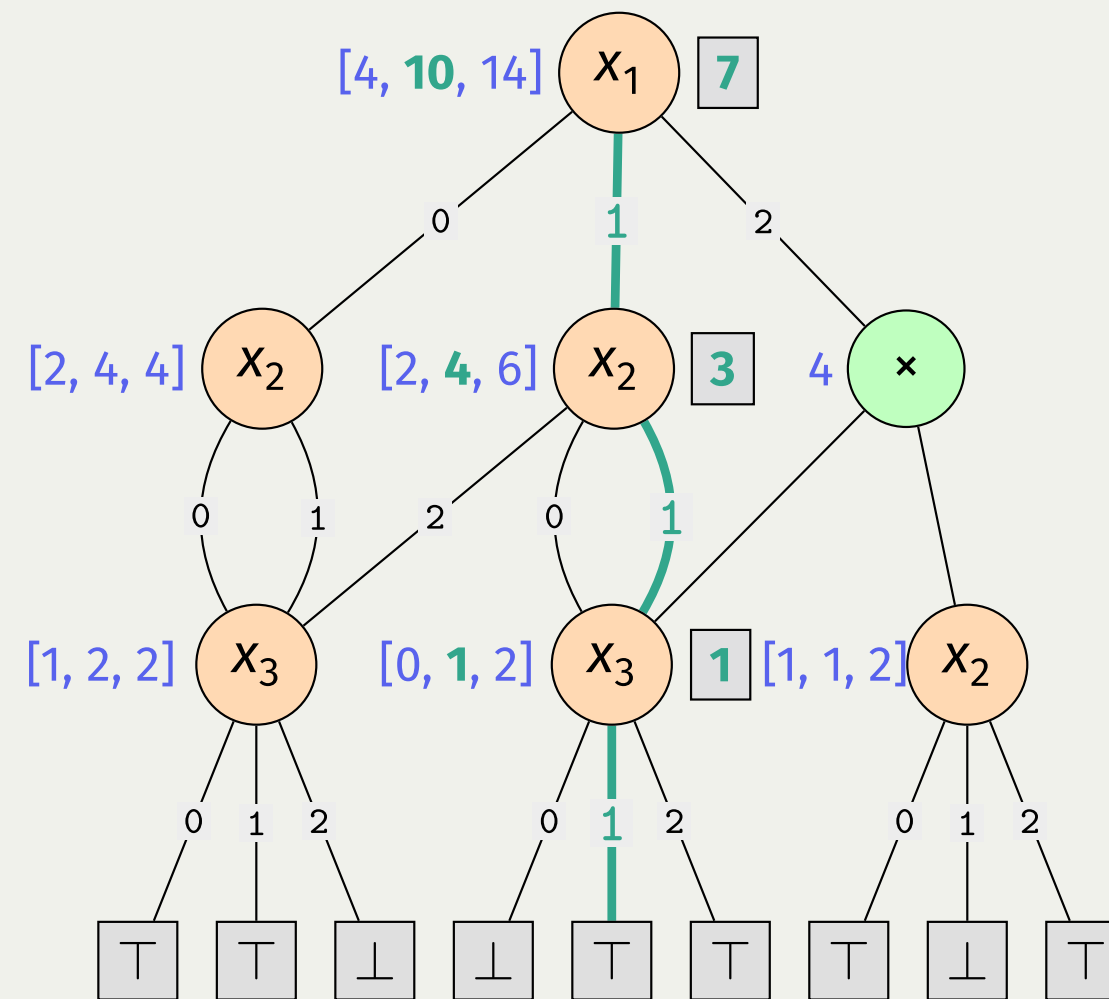 [4, 10, 14] x₁ 7
0 1 2
[2, 4, 4] x₂ [2, 4, 6] x₂ 3 4 ×
0 1 2 0 1
[1, 2, 2] x₃ [0, 1, 2] x₃ 1 [1, 1, 2] x₂
0 1 2 0 1 2 0 1 2
⊤ ⊤ ⊥ ⊥ ⊤ ⊤ ⊤ ⊥ ⊤